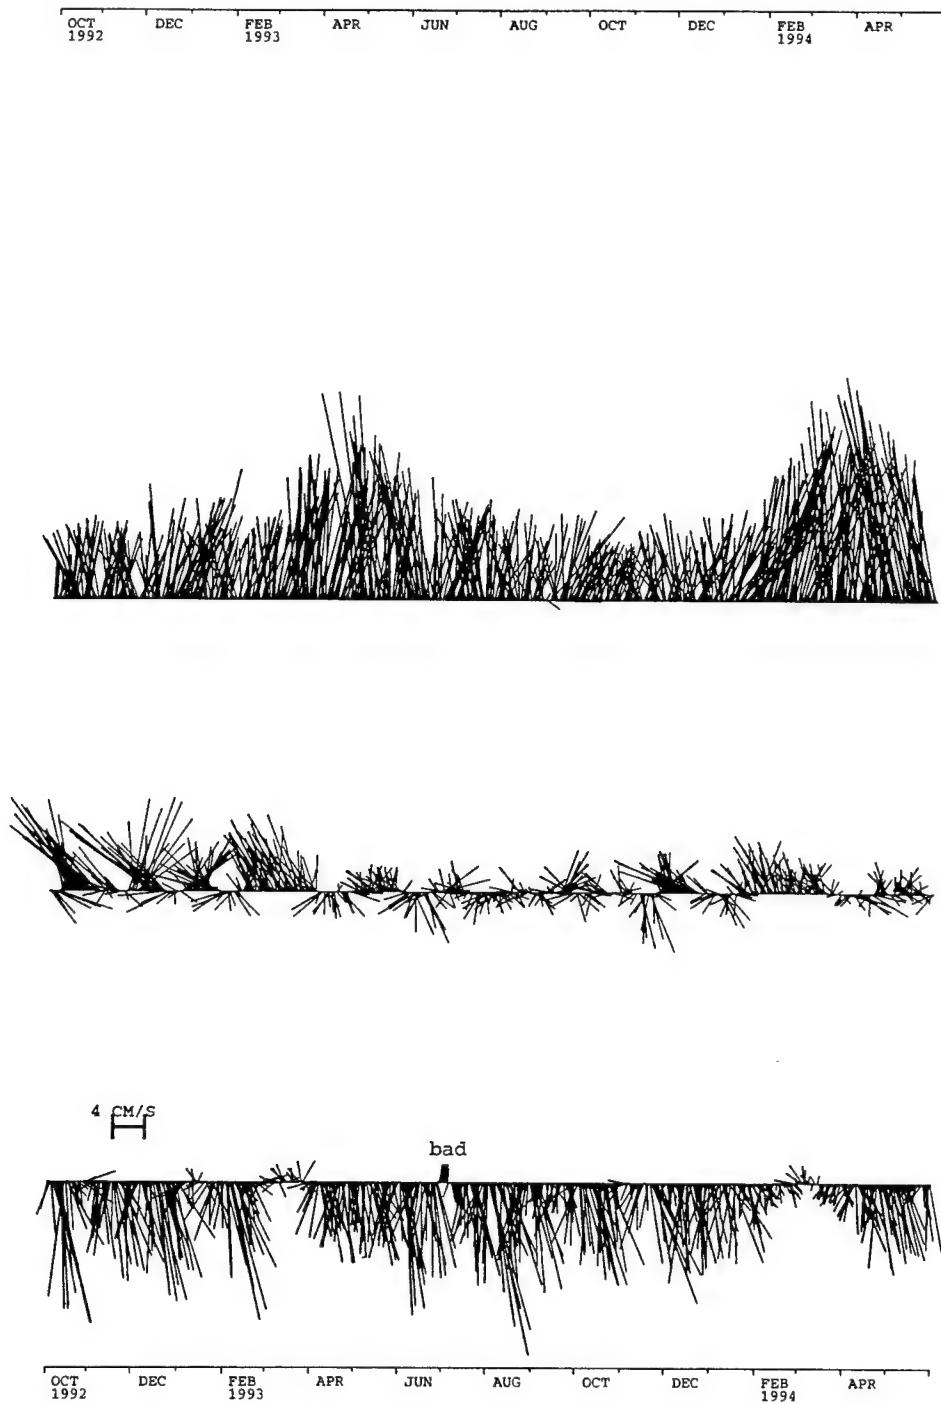 OCT DEC FEB APR JUN AUG OCT DEC FEB APR
1992 1993 1994
4 CM/S
bad
OCT DEC FEB APR JUN AUG OCT DEC FEB APR
1992 1993 1994